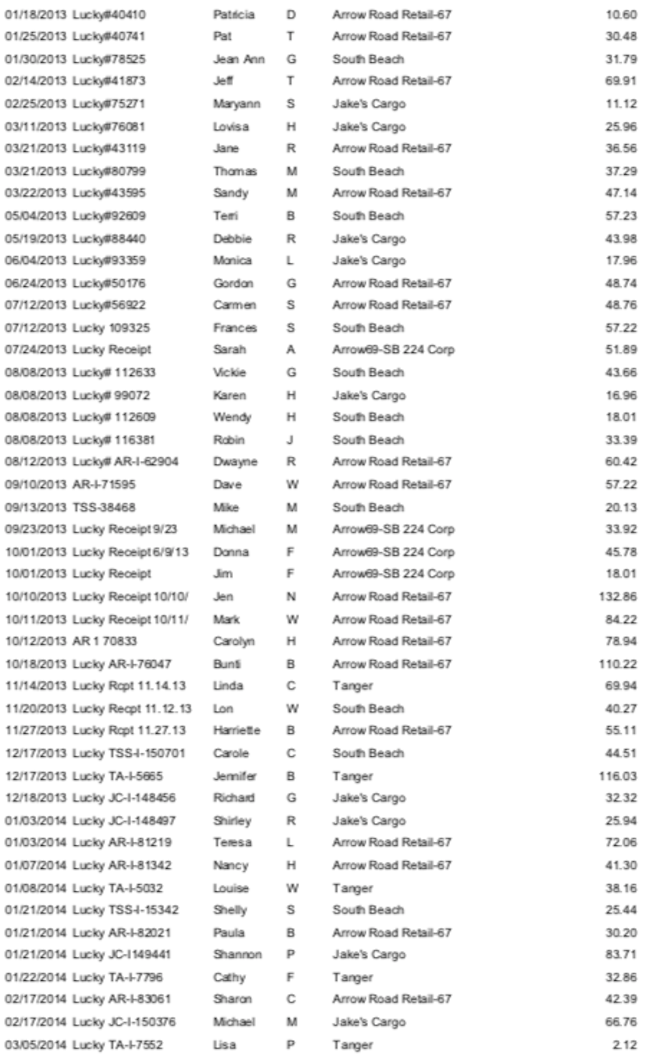 01/18/2013 Lucky#40410 Patricia D Arrow Road Retail-67 10.60
01/25/2013 Lucky#40741 Pat T Arrow Road Retail-67 30.48
01/30/2013 Lucky#78525 Jean Ann G South Beach 31.79
02/14/2013 Lucky#41873 Jeff T Arrow Road Retail-67 69.91
02/25/2013 Lucky#75271 Maryann S Jake's Cargo 11.12
03/11/2013 Lucky#76081 Lovisa H Jake's Cargo 25.96
03/21/2013 Lucky#43119 Jane R Arrow Road Retail-67 36.56
03/21/2013 Lucky#80799 Thomas M South Beach 37.29
03/22/2013 Lucky#43595 Sandy M Arrow Road Retail-67 47.14
05/04/2013 Lucky#92609 Terri B South Beach 57.23
05/19/2013 Lucky#88440 Debbie R Jake's Cargo 43.98
06/04/2013 Lucky#93359 Monica L Jake's Cargo 17.96
06/24/2013 Lucky#50176 Gordon G Arrow Road Retail-67 48.74
07/12/2013 Lucky#56922 Carmen S Arrow Road Retail-67 48.76
07/12/2013 Lucky 109325 Frances S South Beach 57.22
07/24/2013 Lucky Receipt Sarah A Arrow69-SB 224 Corp 51.89
08/08/2013 Lucky# 112633 Vickie G South Beach 43.66
08/08/2013 Lucky# 99072 Karen H Jake's Cargo 16.96
08/08/2013 Lucky# 112609 Wendy H South Beach 18.01
08/08/2013 Lucky# 116381 Robin J South Beach 33.39
08/12/2013 Lucky# AR-I-62904 Dwayne R Arrow Road Retail-67 60.42
09/10/2013 AR-I-71595 Dave W Arrow Road Retail-67 57.22
09/13/2013 TSS-38468 Mike M South Beach 20.13
09/23/2013 Lucky Receipt 9/23 Michael M Arrow69-SB 224 Corp 33.92
10/01/2013 Lucky Receipt 6/9/13 Donna F Arrow69-SB 224 Corp 45.78
10/01/2013 Lucky Receipt Jim F Arrow69-SB 224 Corp 18.01
10/10/2013 Lucky Receipt 10/10/ Jen N Arrow Road Retail-67 132.86
10/11/2013 Lucky Receipt 10/11/ Mark W Arrow Road Retail-67 84.22
10/12/2013 AR 1 70833 Carolyn H Arrow Road Retail-67 78.94
10/18/2013 Lucky AR-I-76047 Bunti B Arrow Road Retail-67 110.22
11/14/2013 Lucky Rcpt 11.14.13 Linda C Tanger 69.94
11/20/2013 Lucky Recpt 11.12.13 Lon W South Beach 40.27
11/27/2013 Lucky Rcpt 11.27.13 Harriette B Arrow Road Retail-67 55.11
12/17/2013 Lucky TSS-I-150701 Carole C South Beach 44.51
12/17/2013 Lucky TA-I-5665 Jennifer B Tanger 116.03
12/18/2013 Lucky JC-I-148456 Richard G Jake's Cargo 32.32
01/03/2014 Lucky JC-I-148497 Shirley R Jake's Cargo 25.94
01/03/2014 Lucky AR-I-81219 Teresa L Arrow Road Retail-67 72.06
01/07/2014 Lucky AR-I-81342 Nancy H Arrow Road Retail-67 41.30
01/08/2014 Lucky TA-I-5032 Louise W Tanger 38.16
01/21/2014 Lucky TSS-I-15342 Shelly S South Beach 25.44
01/21/2014 Lucky AR-I-82021 Paula B Arrow Road Retail-67 30.20
01/21/2014 Lucky JC-I149441 Shannon P Jake's Cargo 83.71
01/22/2014 Lucky TA-I-7796 Cathy F Tanger 32.86
02/17/2014 Lucky AR-I-83061 Sharon C Arrow Road Retail-67 42.39
02/17/2014 Lucky JC-I-150376 Michael M Jake's Cargo 66.76
03/05/2014 Lucky TA-I-7552 Lisa P Tanger 2.12